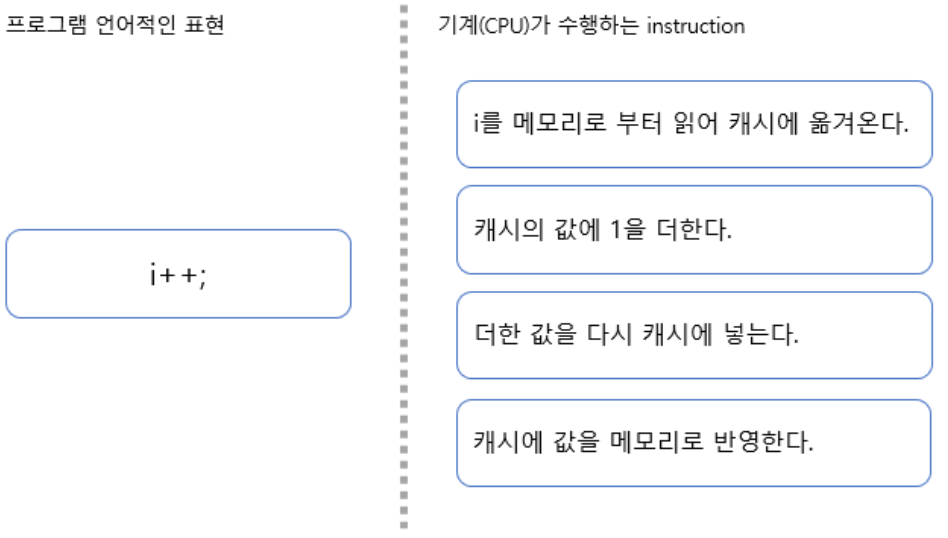 프로그램 언어적인 표현
i++;
기계(CPU)가 수행하는 instruction
i를 메모리로 부터 읽어 캐시에 옮겨온다.
캐시의 값에 1을 더한다.
더한 값을 다시 캐시에 넣는다.
캐시에 값을 메모리로 반영한다.